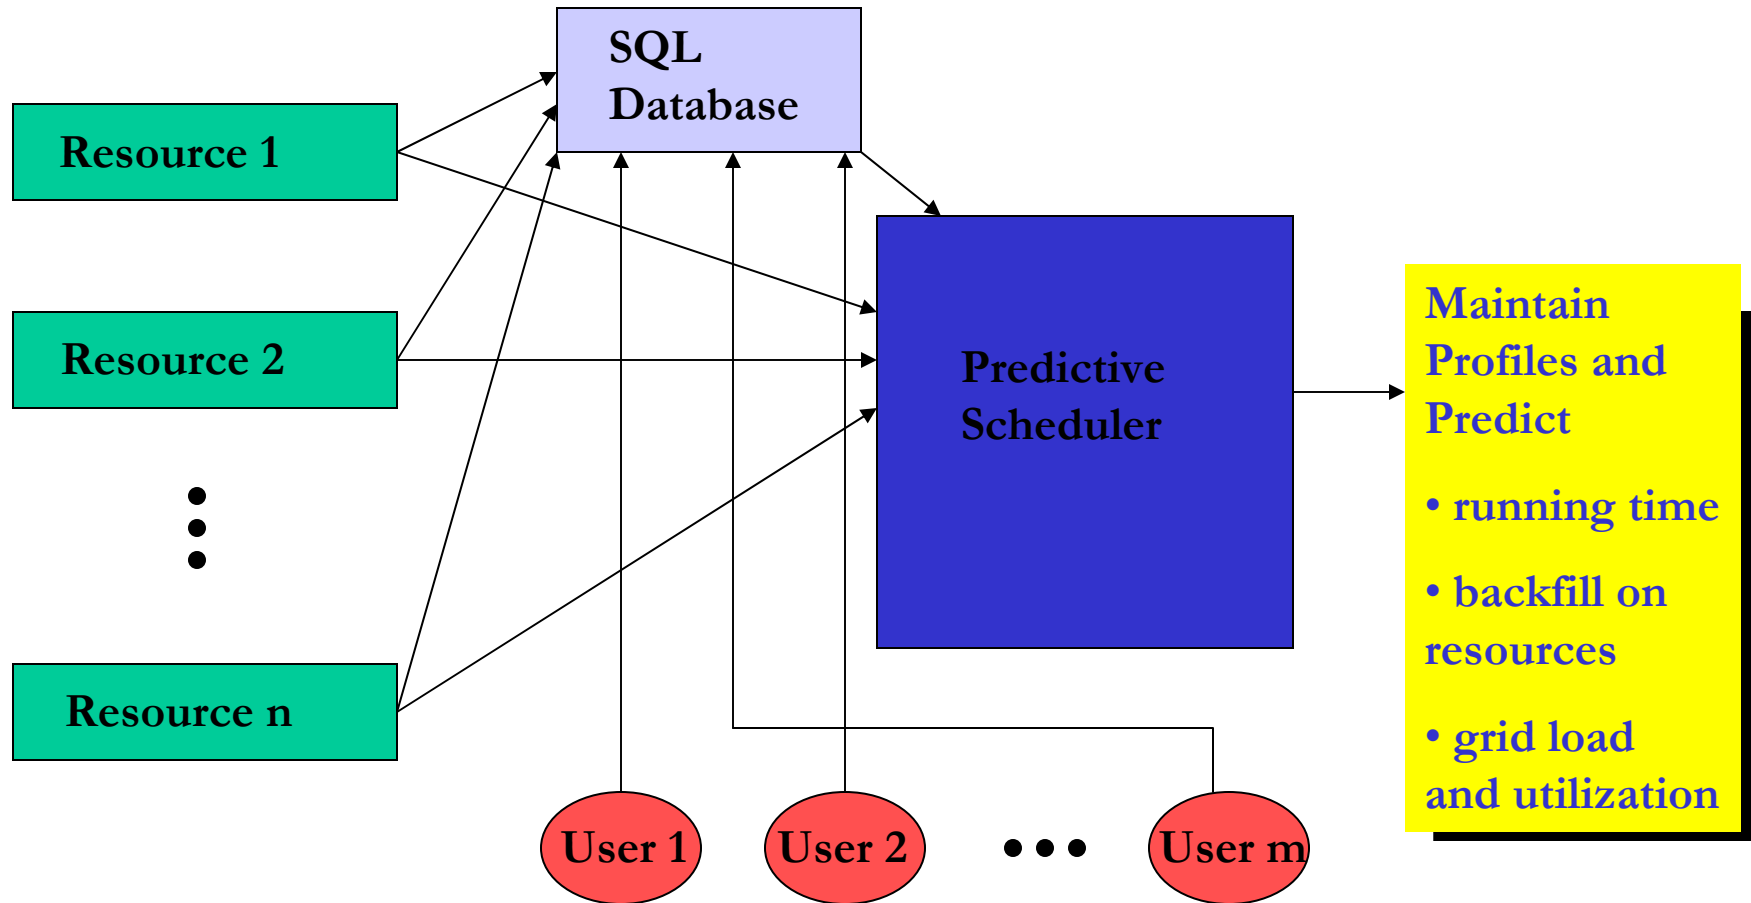 SQL
Database
Resource 1
Resource 2
Resource n
Predictive
Scheduler
Maintain
Profiles and
Predict
• running time
• backfill on
resources
• grid load
and utilization
User 1
User 2
User m